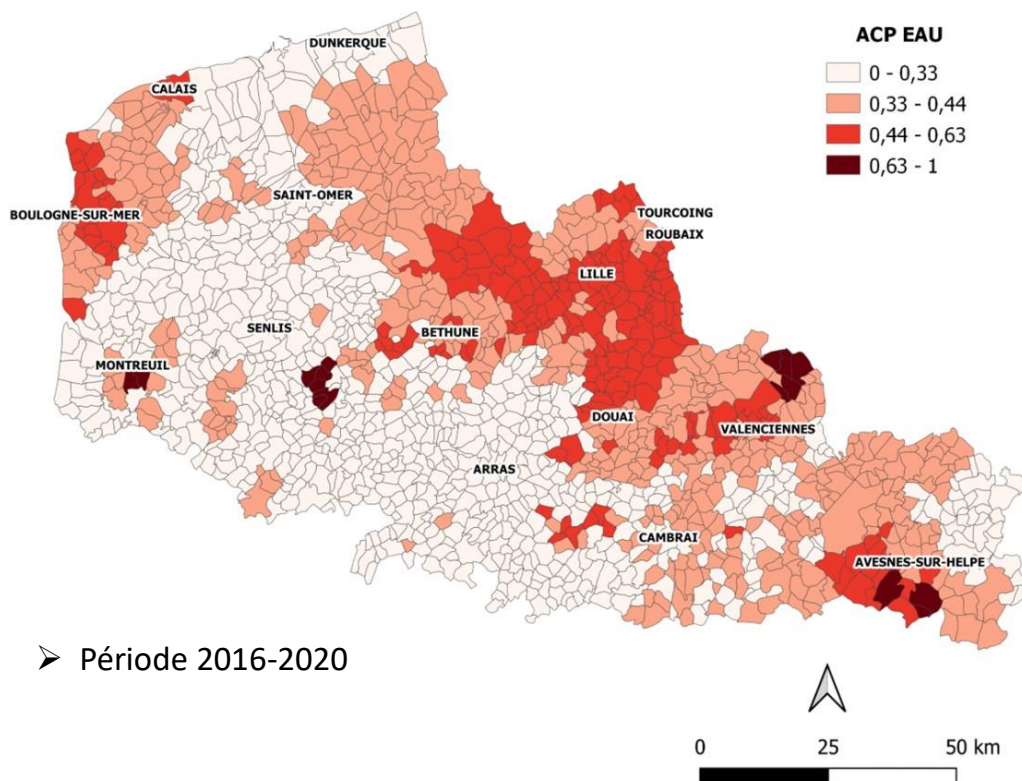 DUNKERQUE
ACP EAU
0 - 0,33
0,33 - 0,44
0,44 - 0,63
0,63 - 1
CALAIS
SAINT-OMER
BOULOGNE-SUR-MER
TOURCOING
ROUBAIX
LILLE
SENLIS
BETHUNE
MONTREUIL
DOUAI
VALENCIENNES
ARRAS
CAMBRAI
AVESNES-SUR-HELPE
➢ Période 2016-2020
0 25 50 km